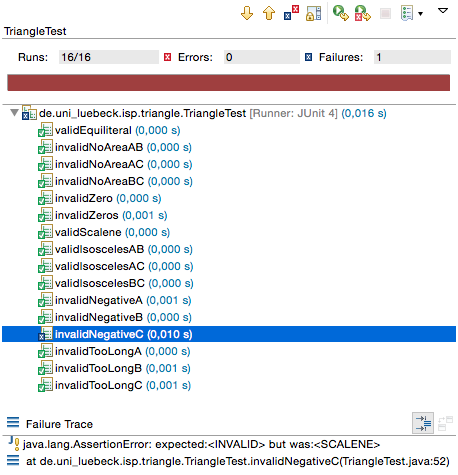 TriangleTest
Runs: 16/16 Errors: 0 Failures: 1
de.uni_luebeck.isp.triangle.TriangleTest [Runner: JUnit 4] (0,016 s)
validEquiliteral (0,000 s)
invalidNoAreaAB (0,000 s)
invalidNoAreaAC (0,000 s)
invalidNoAreaBC (0,000 s)
invalidZero (0,000 s)
invalidZeros (0,001 s)
validScalene (0,000 s)
validIsoscelesAB (0,000 s)
validIsoscelesAC (0,000 s)
validIsoscelesBC (0,000 s)
invalidNegativeA (0,001 s)
invalidNegativeB (0,000 s)
invalidNegativeC (0,010 s)
invalidTooLongA (0,000 s)
invalidTooLongB (0,001 s)
invalidTooLongC (0,001 s)
Failure Trace
java.lang.AssertionError: expected:<INVALID> but was:<SCALENE>
at de.uni_luebeck.isp.triangle.TriangleTest.invalidNegativeC(TriangleTest.java:52)